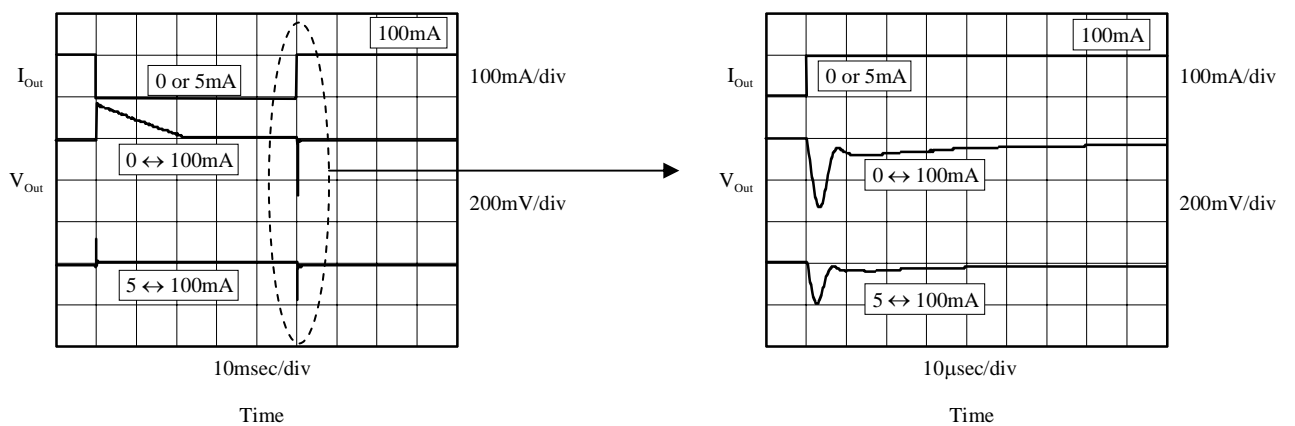 100mA
I_Out
0 or 5mA
100mA/div
0 ↔ 100mA
V_Out
200mV/div
5 ↔ 100mA
10msec/div
Time
100mA
I_Out
0 or 5mA
100mA/div
0 ↔ 100mA
V_Out
200mV/div
5 ↔ 100mA
10μsec/div
Time